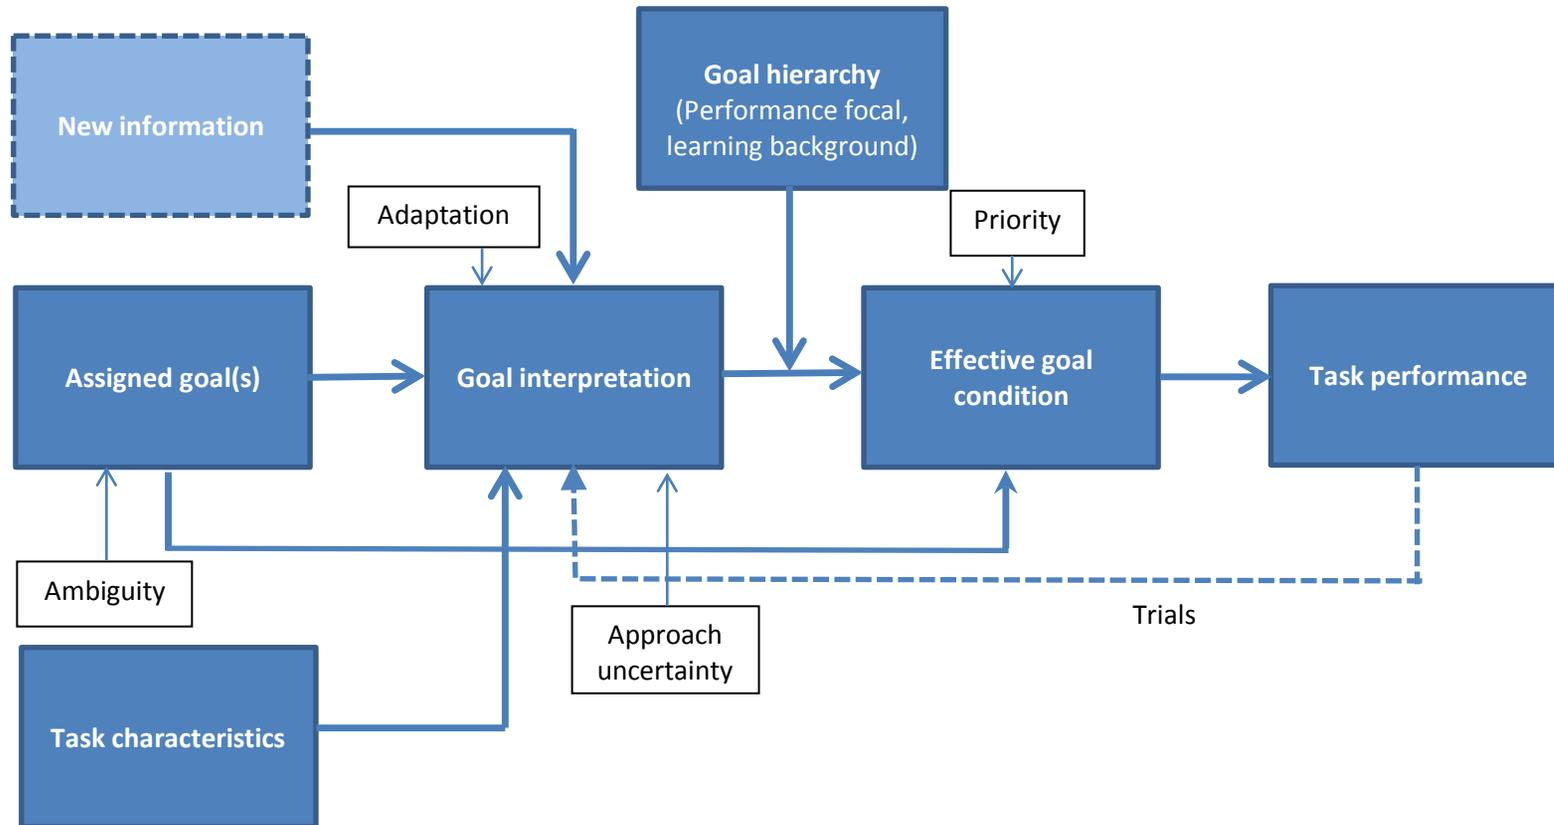 New information
Goal hierarchy
(Performance focal,
learning background)
Adaptation
Priority
Assigned goal(s)
Goal interpretation
Effective goal
condition
Task performance
Ambiguity
Approach
uncertainty
Trials
Task characteristics